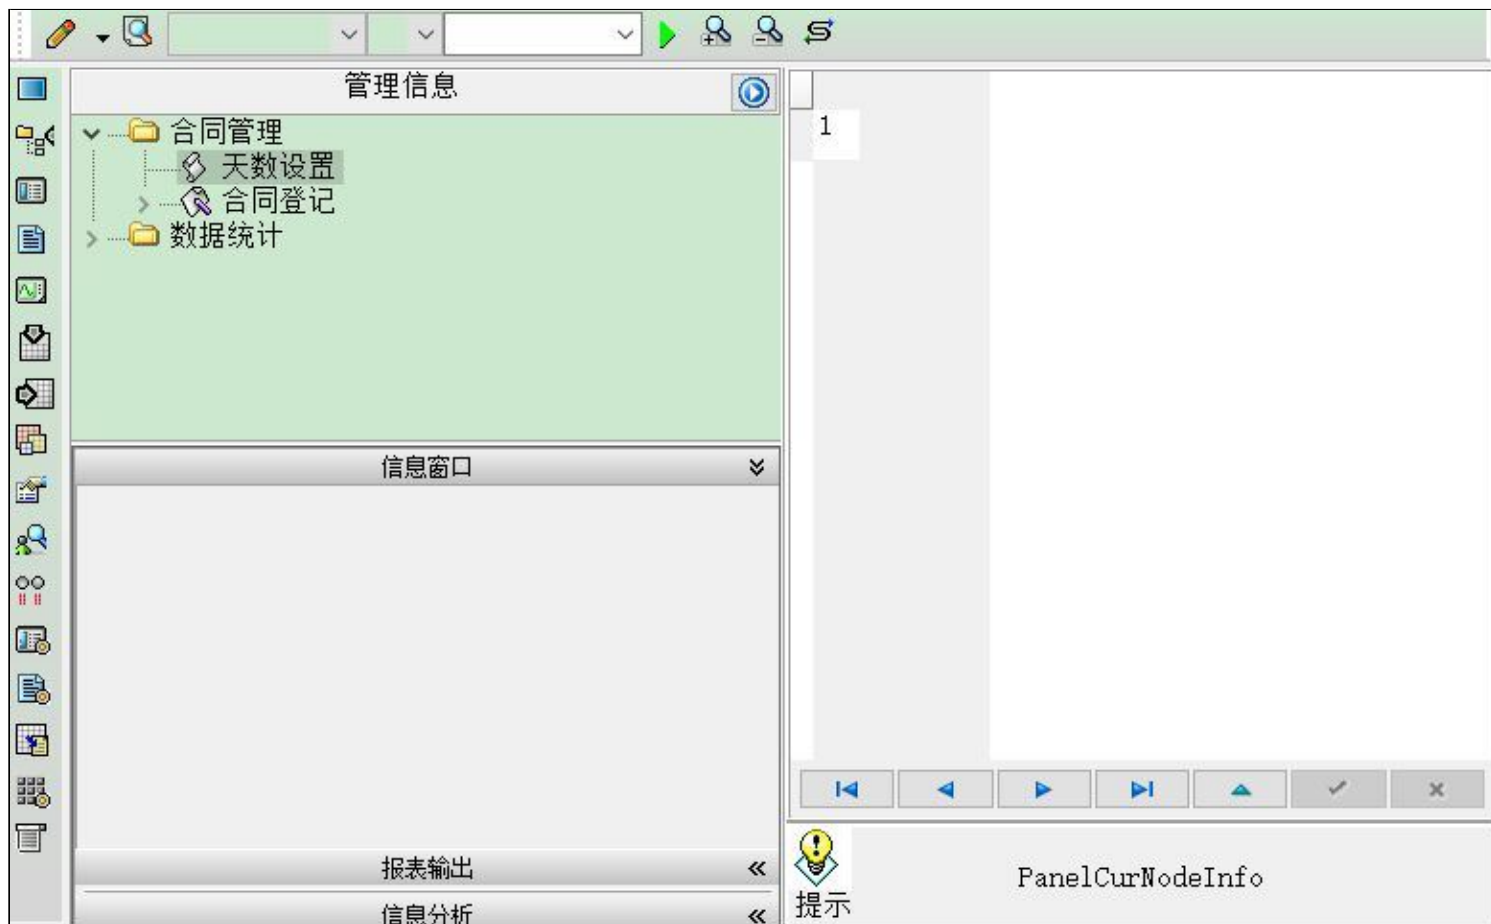 管理信息
合同管理
天数设置
合同登记
数据统计
1
信息窗口
报表输出
信息分析
提示
PanelCurNodeInfo